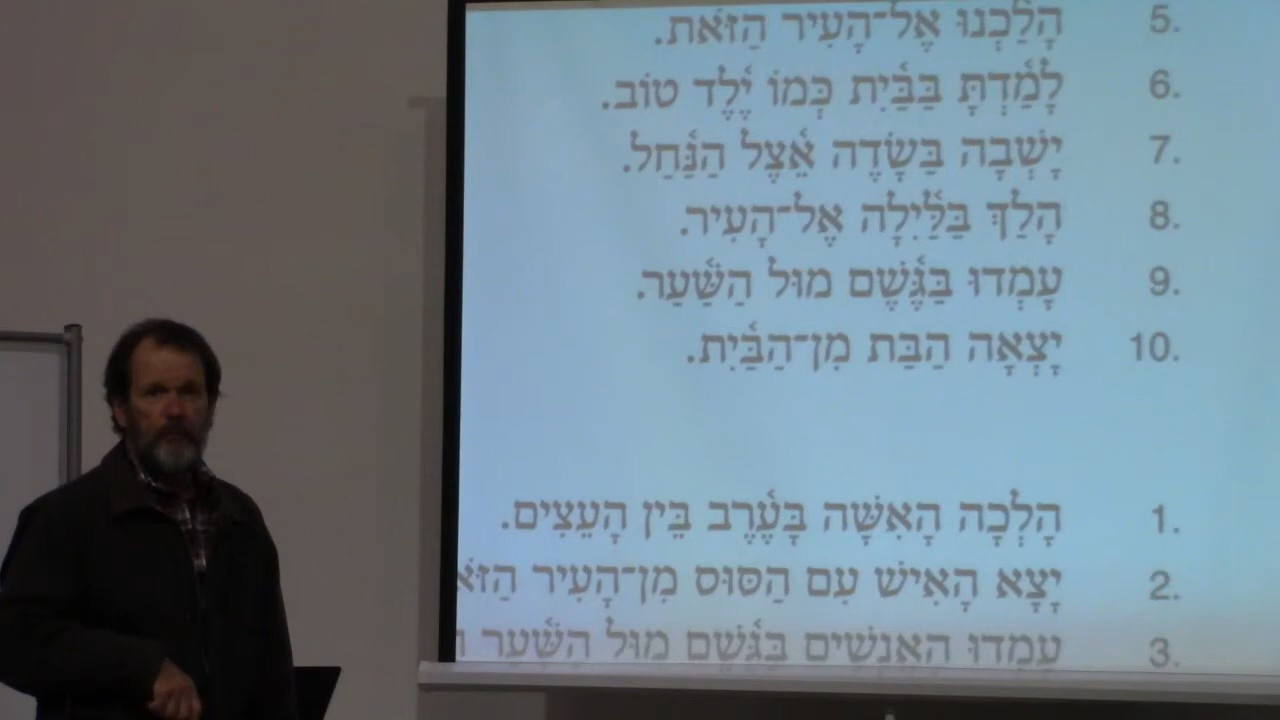 5. הָלַכְנוּ אֶל־הָעִיר הַזֹּאת.
6. לָמַ֫דְתָּ בַּבַּ֫יִת כְּמוֹ יֶ֫לֶד טוֹב.
7. יָשְׁבָה בַּשָּׂדֶה אֵ֫צֶל הַנַּ֫חַל.
8. הָלַךְ בַּלַּ֫יְלָה אֶל־הָעִיר.
9. עָמְדוּ בַּגֶּ֫שֶׁם מוּל הַשַּׁ֫עַר.
10. יָצְאָה הַבַּת מִן־הַבַּ֫יִת.
1. הָלְכָה הָאִשָּׁה בָּעֶ֫רֶב בֵּין הָעֵצִים.
2. יָצָא הָאִישׁ עִם הַסּוּס מִן־הָעִיר
3. עָמְדוּ הָאֲנָשִׁים בַּגֶּ֫שֶׁם מוּל הַשַּׁ֫עַר